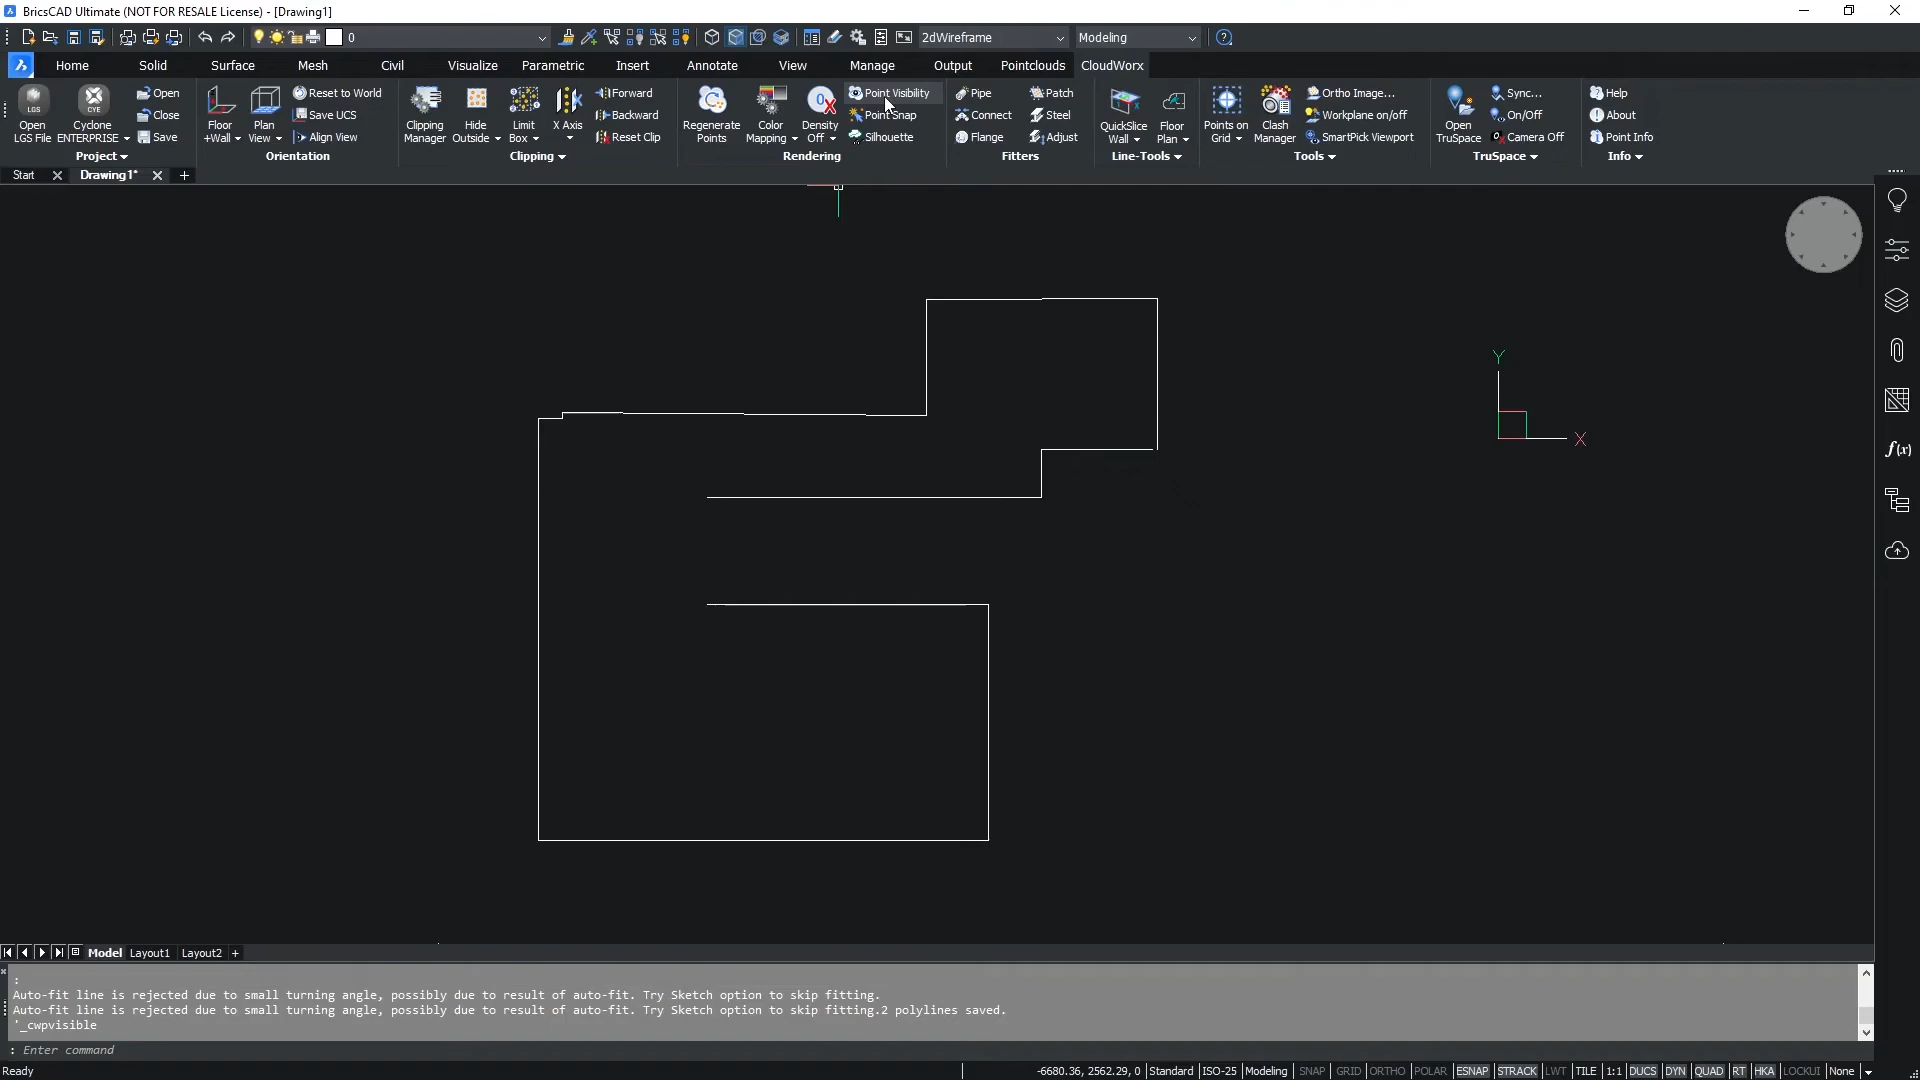 BricsCAD Ultimate (NOT FOR RESALE License) - [Drawing1]
0
2dWireframe
Modeling
Home Solid Surface Mesh Civil Visualize Parametric Insert Annotate View Manage Output Pointclouds CloudWorx
LGS
Open
LGS FILE
CYE
Cyclone
ENTERPRISE
Open
Close
Save
Project
Floor
+Wall
Plan
View
Reset to World
Save UCS
Align View
Orientation
Clipping
Manager
Hide
Outside
Limit
Box
X Axis
Forward
Backward
Reset Clip
Clipping
Regenerate
Points
Color
Mapping
Density
Off
Point Visibility
Point Snap
Silhouette
Rendering
Pipe
Connect
Flange
Patch
Steel
Adjust
Fitters
QuickSlice
Wall
Floor
Plan
Line-Tools
Points on
Grid
Clash
Manager
Ortho Image...
Workplane on/off
SmartPick Viewport
Tools
Open
TruSpace
Sync...
On/Off
Camera Off
TruSpace
Help
About
Point Info
Info
Start
Drawing1*
Y
X
f(x)
Model Layout1 Layout2 +
:
Auto-fit line is rejected due to small turning angle, possibly due to result of auto-fit. Try Sketch option to skip fitting.
Auto-fit line is rejected due to small turning angle, possibly due to result of auto-fit. Try Sketch option to skip fitting.2 polylines saved.
'_cwpvisible
: Enter command
Ready
-6680.36, 2562.29, 0 Standard ISO-25 Modeling SNAP GRID ORTHO POLAR ESNAP STRACK LWT TILE 1:1 DUCS DYN QUAD RT HKA LOCKUI None